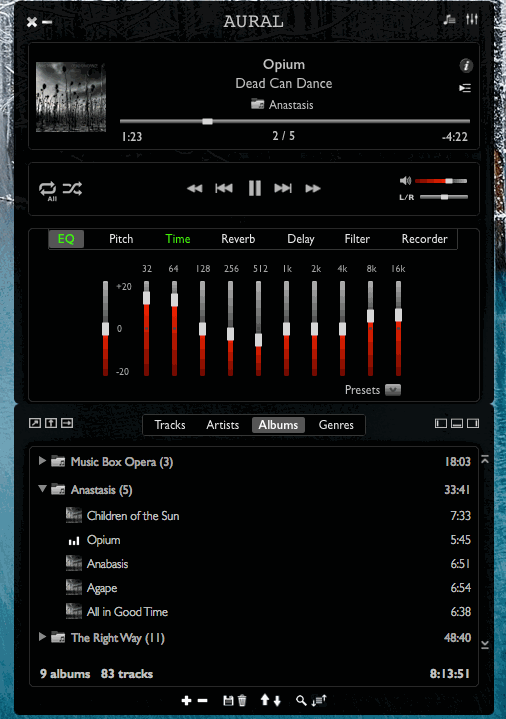 AURAL
Opium
Dead Can Dance
Anastasis
1:23 2 / 5 -4:22
All
L/R
EQ Pitch Time Reverb Delay Filter Recorder
32 64 128 256 512 1k 2k 4k 8k 16k
+20
0
-20
Presets
Tracks Artists Albums Genres
Music Box Opera (3) 18:03
Anastasis (5) 33:41
Children of the Sun 7:33
Opium 5:45
Anabasis 6:51
Agape 6:54
All in Good Time 6:38
The Right Way (11) 48:40
9 albums 83 tracks 8:13:51